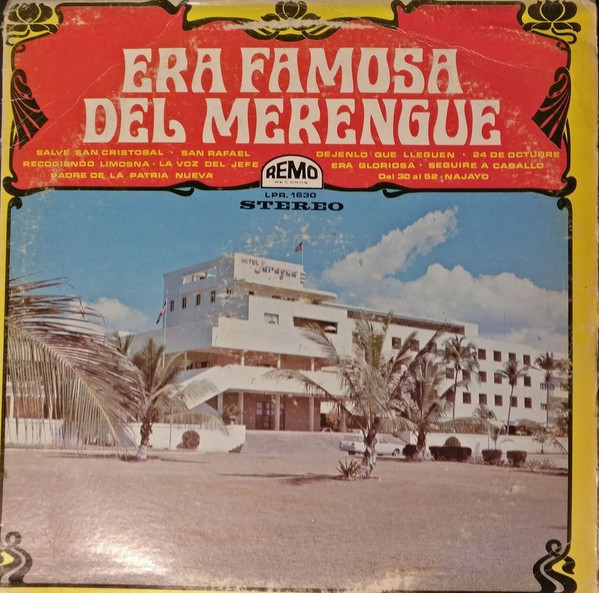 ERA FAMOSA
DEL MERENGUE
SALVE SAN CRISTOBAL · SAN RAFAEL
RECOGIENDO LIMOSNA · LA VOZ DEL JEFE
PADRE DE LA PATRIA NUEVA
DEJENLO QUE LLEGUEN · 24 DE OCTUBRE
ERA GLORIOSA · SEGUIRE A CABALLO
Del 30 al 52 · NAJAYO
REMO
RECORDS
LPR. 1630
STEREO
HOTEL Jaragua